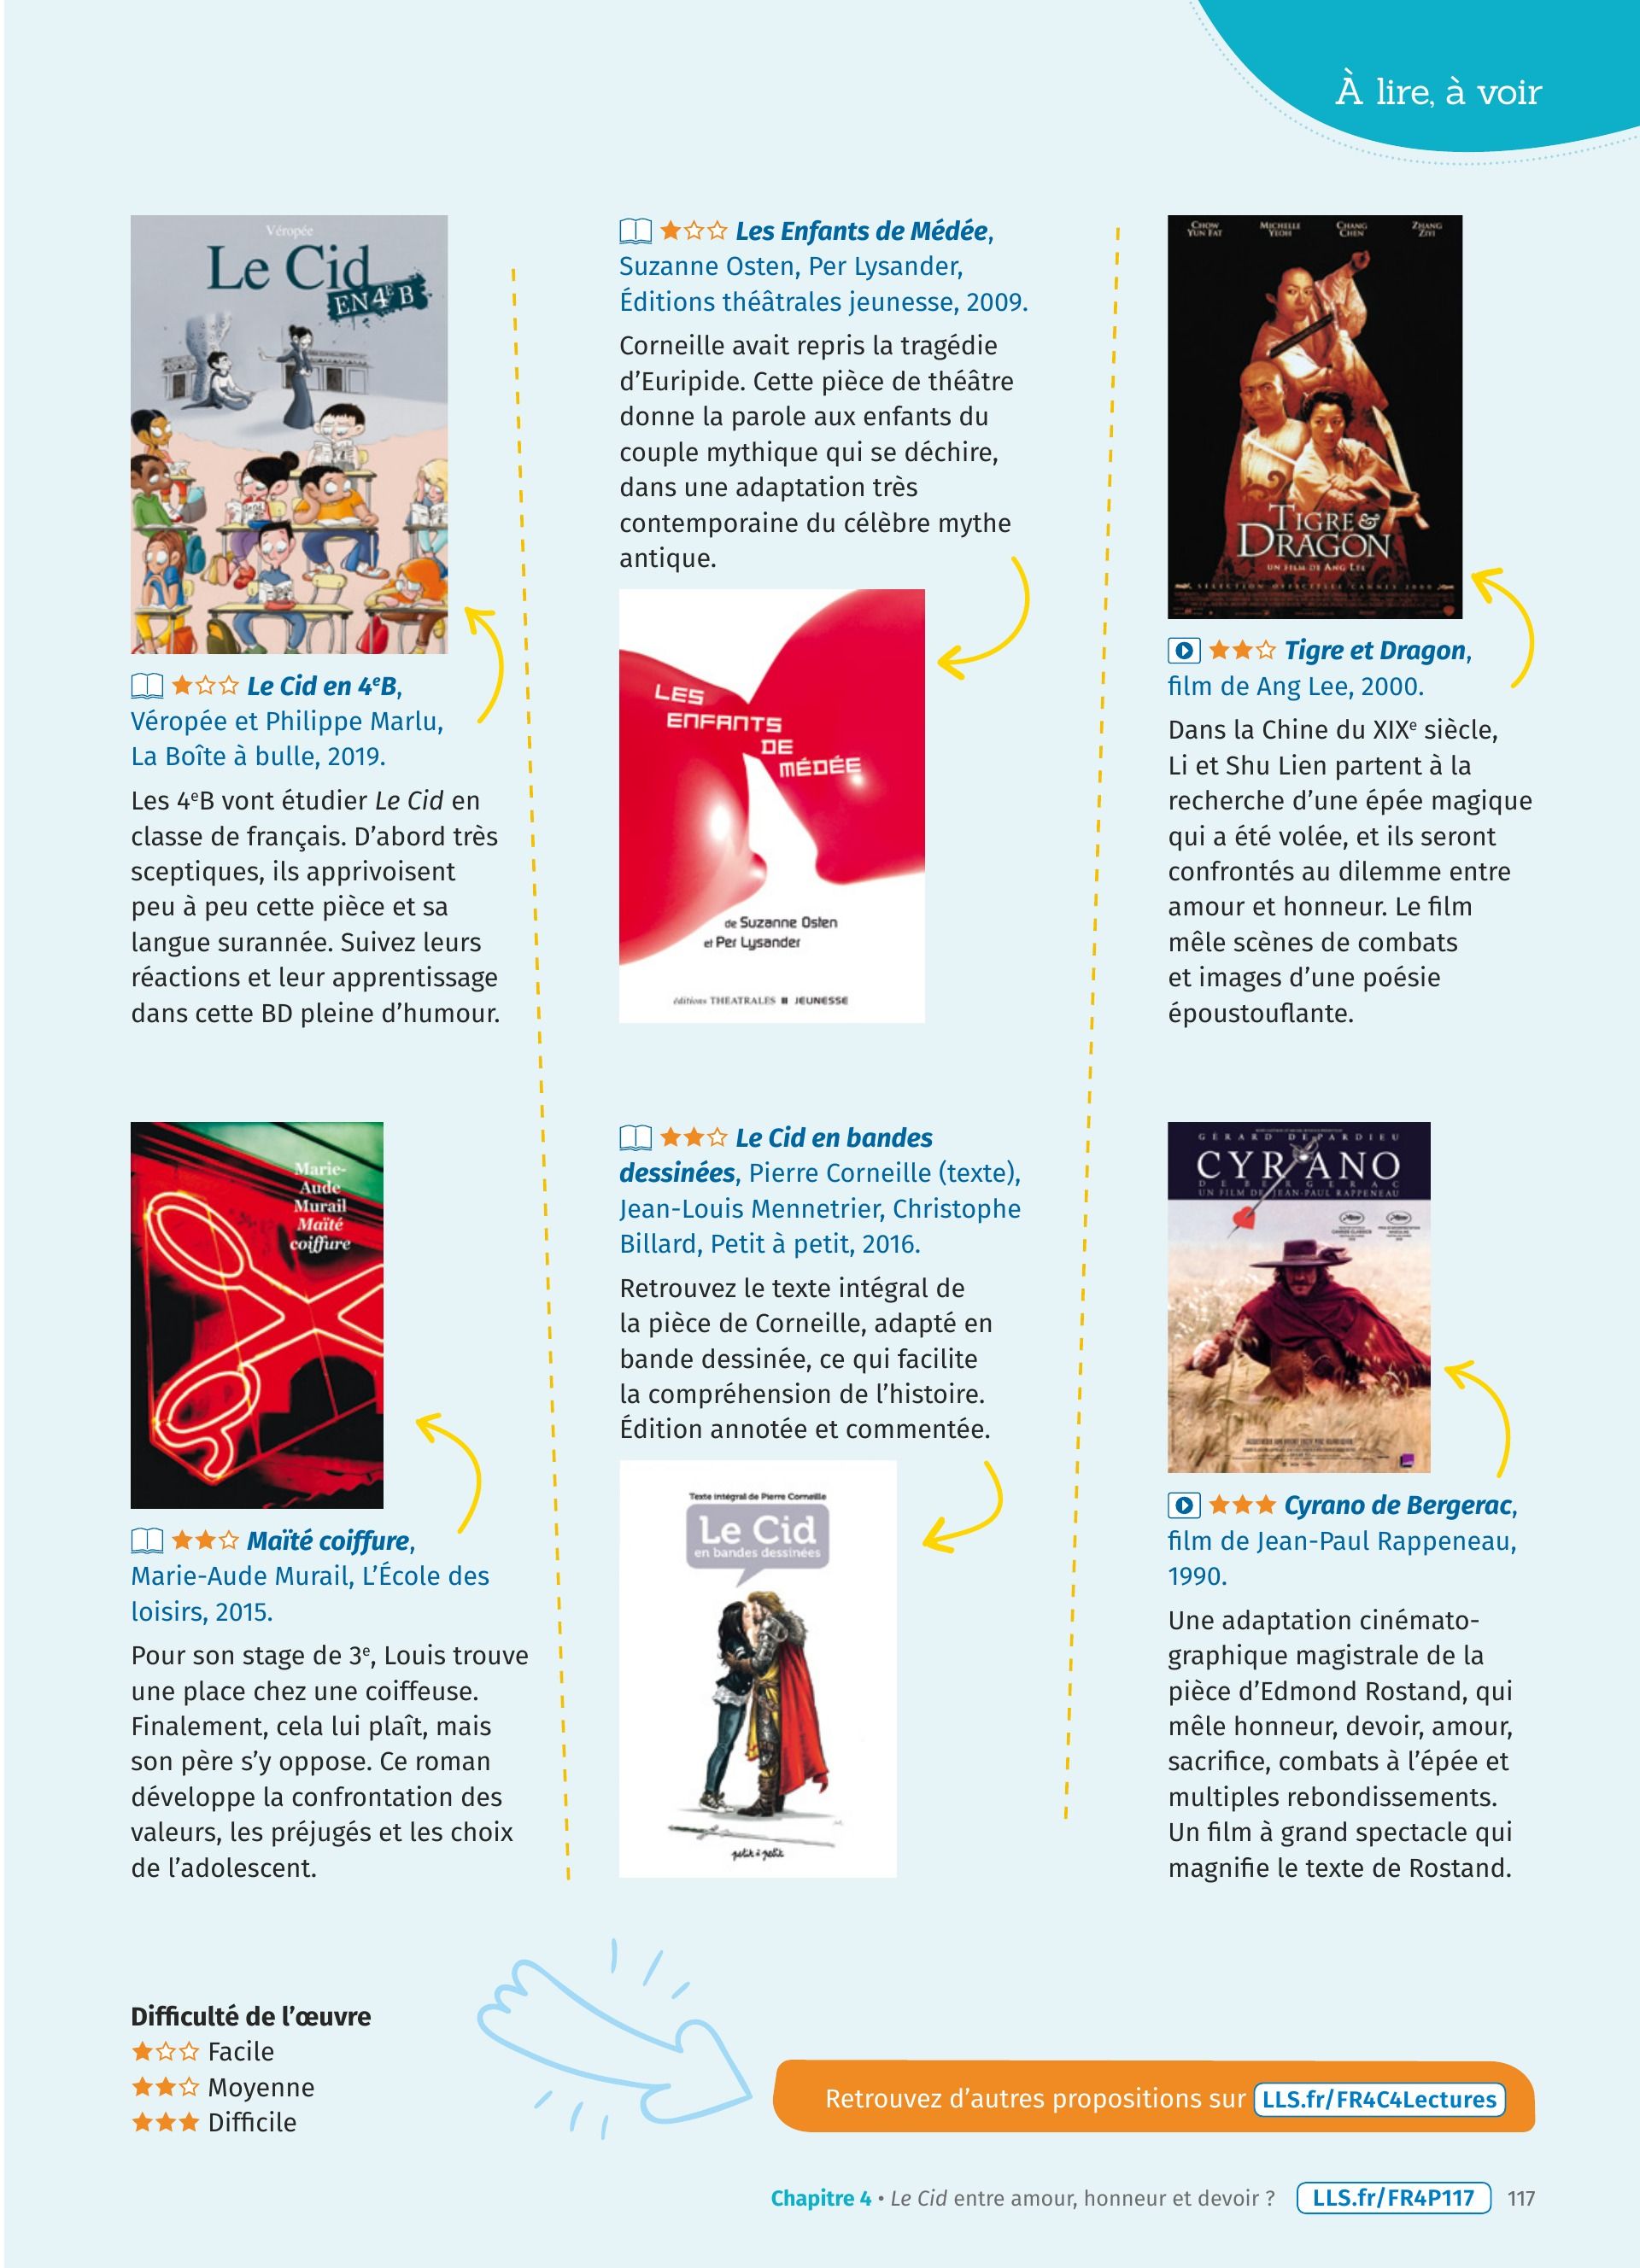 À lire, à voir
Véropée
Le Cid
EN 4E B
★☆☆ Le Cid en 4eB,
Véropée et Philippe Marlu,
La Boîte à bulle, 2019.
Les 4eB vont étudier Le Cid en
classe de français. D’abord très
sceptiques, ils apprivoisent
peu à peu cette pièce et sa
langue surannée. Suivez leurs
réactions et leur apprentissage
dans cette BD pleine d’humour.
Marie-
Aude
Murail
Maïté
coiffure
★★☆ Maïté coiffure,
Marie-Aude Murail, L’École des
loisirs, 2015.
Pour son stage de 3e, Louis trouve
une place chez une coiffeuse.
Finalement, cela lui plaît, mais
son père s’y oppose. Ce roman
développe la confrontation des
valeurs, les préjugés et les choix
de l’adolescent.
★☆☆ Les Enfants de Médée,
Suzanne Osten, Per Lysander,
Éditions théâtrales jeunesse, 2009.
Corneille avait repris la tragédie
d’Euripide. Cette pièce de théâtre
donne la parole aux enfants du
couple mythique qui se déchire,
dans une adaptation très
contemporaine du célèbre mythe
antique.
LES
ENFANTS
DE
MÉDÉE
de Suzanne Osten
et Per Lysander
éditions THEATRALES JEUNESSE
★★☆ Le Cid en bandes
dessinées, Pierre Corneille (texte),
Jean-Louis Mennetrier, Christophe
Billard, Petit à petit, 2016.
Retrouvez le texte intégral de
la pièce de Corneille, adapté en
bande dessinée, ce qui facilite
la compréhension de l’histoire.
Édition annotée et commentée.
Texte intégral de Pierre Corneille
Le Cid
en bandes dessinées
petit à petit
CHOW YUN FAT MICHELLE YEOH CHANG CHEN ZHANG ZIYI
TIGRE &
DRAGON
UN FILM DE ANG LEE
SÉLECTION OFFICIELLE CANNES 2000
★★☆ Tigre et Dragon,
film de Ang Lee, 2000.
Dans la Chine du XIXe siècle,
Li et Shu Lien partent à la
recherche d’une épée magique
qui a été volée, et ils seront
confrontés au dilemme entre
amour et honneur. Le film
mêle scènes de combats
et images d’une poésie
époustouflante.
GÉRARD DEPARDIEU
CYRANO
DE BERGERAC
UN FILM DE JEAN-PAUL RAPPENEAU
★★★ Cyrano de Bergerac,
film de Jean-Paul Rappeneau,
1990.
Une adaptation cinémato-
graphique magistrale de la
pièce d’Edmond Rostand, qui
mêle honneur, devoir, amour,
sacrifice, combats à l’épée et
multiples rebondissements.
Un film à grand spectacle qui
magnifie le texte de Rostand.
Difficulté de l’œuvre
★☆☆ Facile
★★☆ Moyenne
★★★ Difficile
Retrouvez d’autres propositions sur LLS.fr/FR4C4Lectures
Chapitre 4 • Le Cid entre amour, honneur et devoir ? LLS.fr/FR4P117 117